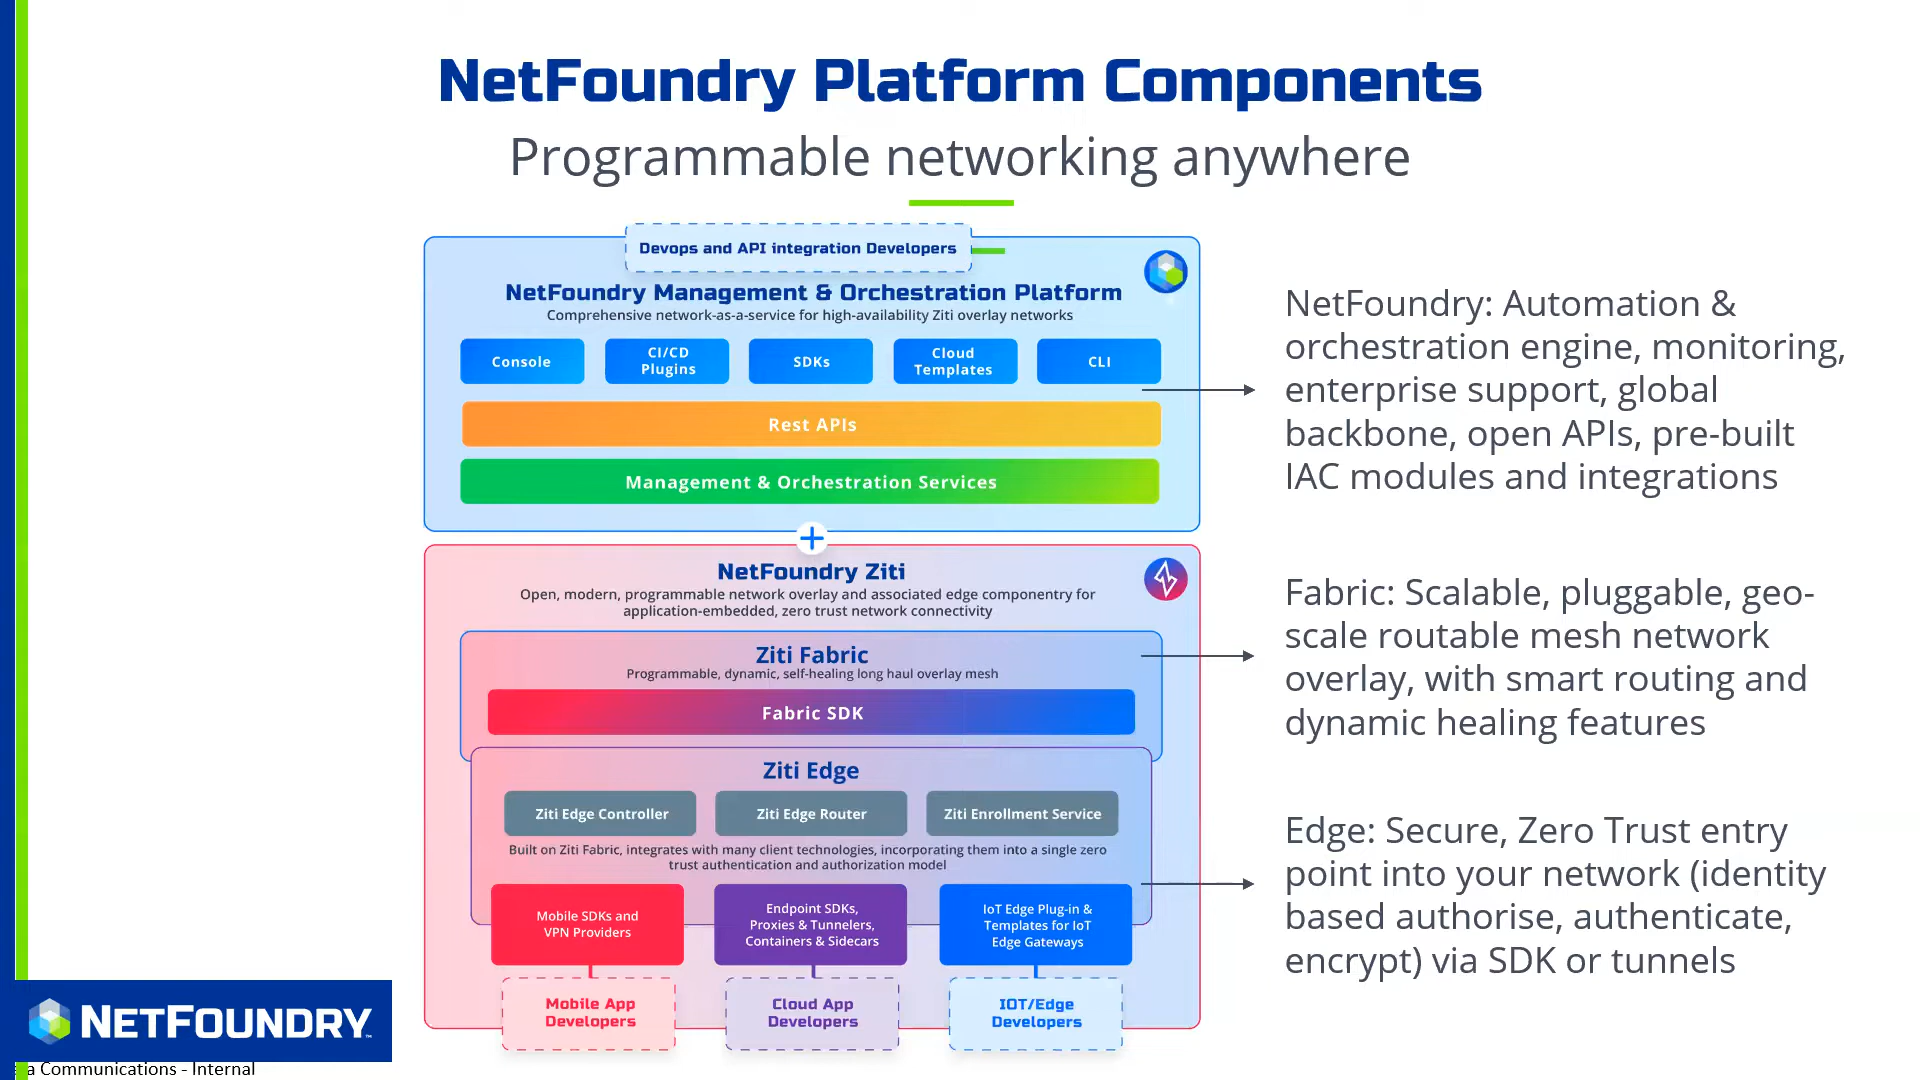 NetFoundry Platform Components
Programmable networking anywhere
Devops and API integration Developers
NetFoundry Management & Orchestration Platform
Comprehensive network-as-a-service for high-availability Ziti overlay networks
Console
CI/CD
Plugins
SDKs
Cloud
Templates
CLI
Rest APIs
Management & Orchestration Services
NetFoundry: Automation &
orchestration engine, monitoring,
enterprise support, global
backbone, open APIs, pre-built
IAC modules and integrations
+
NetFoundry Ziti
Open, modern, programmable network overlay and associated edge componentry for
application-embedded, zero trust network connectivity
Ziti Fabric
Programmable, dynamic, self-healing long haul overlay mesh
Fabric SDK
Fabric: Scalable, pluggable, geo-
scale routable mesh network
overlay, with smart routing and
dynamic healing features
Ziti Edge
Ziti Edge Controller
Ziti Edge Router
Ziti Enrollment Service
Built on Ziti Fabric, integrates with many client technologies, incorporating them into a single zero
trust authentication and authorization model
Mobile SDKs and
VPN Providers
Endpoint SDKs,
Proxies & Tunnelers,
Containers & Sidecars
IoT Edge Plug-in &
Templates for IoT
Edge Gateways
Edge: Secure, Zero Trust entry
point into your network (identity
based authorise, authenticate,
encrypt) via SDK or tunnels
Mobile App
Developers
Cloud App
Developers
IOT/Edge
Developers
NETFOUNDRY™
Communications - Internal